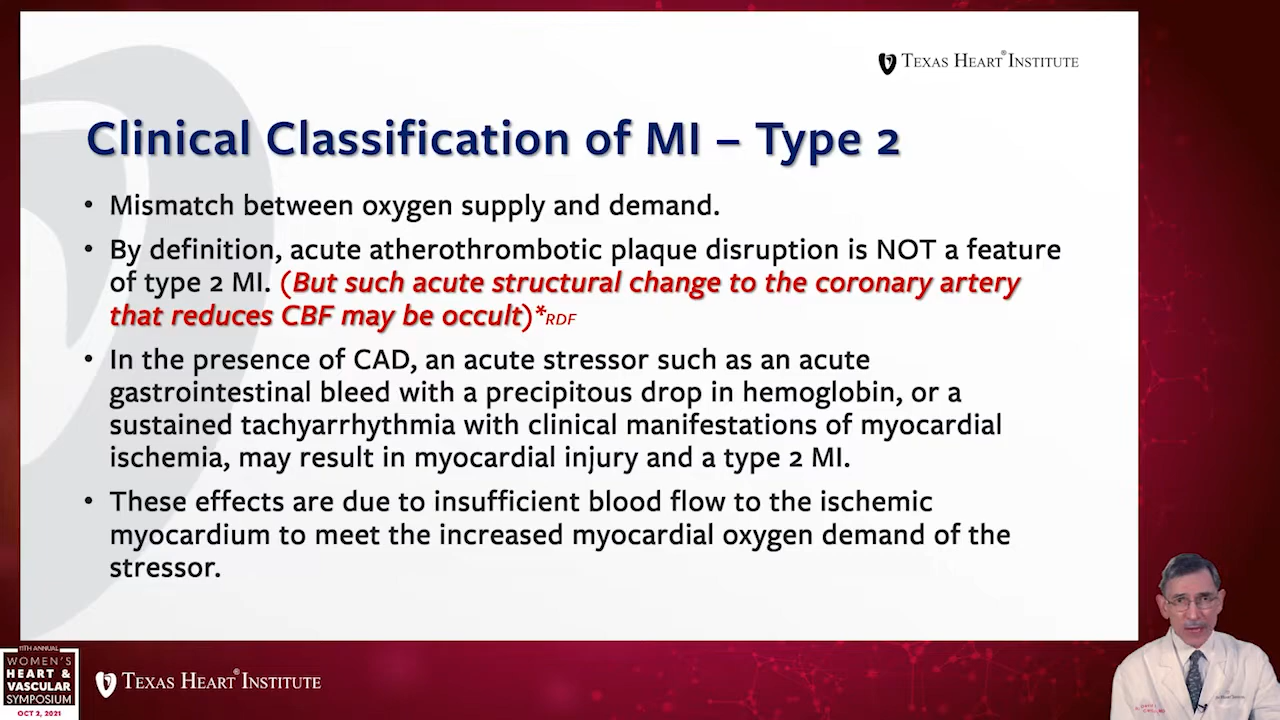 TEXAS HEART® INSTITUTE
Clinical Classification of MI – Type 2
• Mismatch between oxygen supply and demand.
• By definition, acute atherothrombotic plaque disruption is NOT a feature
of type 2 MI. (But such acute structural change to the coronary artery
that reduces CBF may be occult)*RDF
• In the presence of CAD, an acute stressor such as an acute
gastrointestinal bleed with a precipitous drop in hemoglobin, or a
sustained tachyarrhythmia with clinical manifestations of myocardial
ischemia, may result in myocardial injury and a type 2 MI.
• These effects are due to insufficient blood flow to the ischemic
myocardium to meet the increased myocardial oxygen demand of the
stressor.
11TH ANNUAL
WOMEN'S
HEART &
VASCULAR
SYMPOSIUM
OCT 2, 2021
TEXAS HEART® INSTITUTE